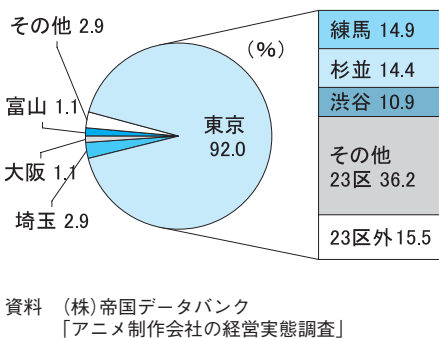 その他 2.9
富山 1.1
大阪 1.1
埼玉 2.9
(%)
東京
92.0
練馬 14.9
杉並 14.4
渋谷 10.9
その他
23区 36.2
23区外 15.5
資料 (株)帝国データバンク
「アニメ制作会社の経営実態調査」